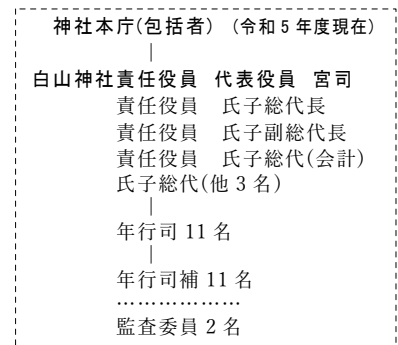 神社本庁(包括者) (令和5年度現在)
白山神社責任役員 代表役員 宮司
責任役員 氏子総代長
責任役員 氏子副総代長
責任役員 氏子総代(会計)
氏子総代(他3名)
年行司 11 名
年行司補 11 名
………………
監査委員 2 名